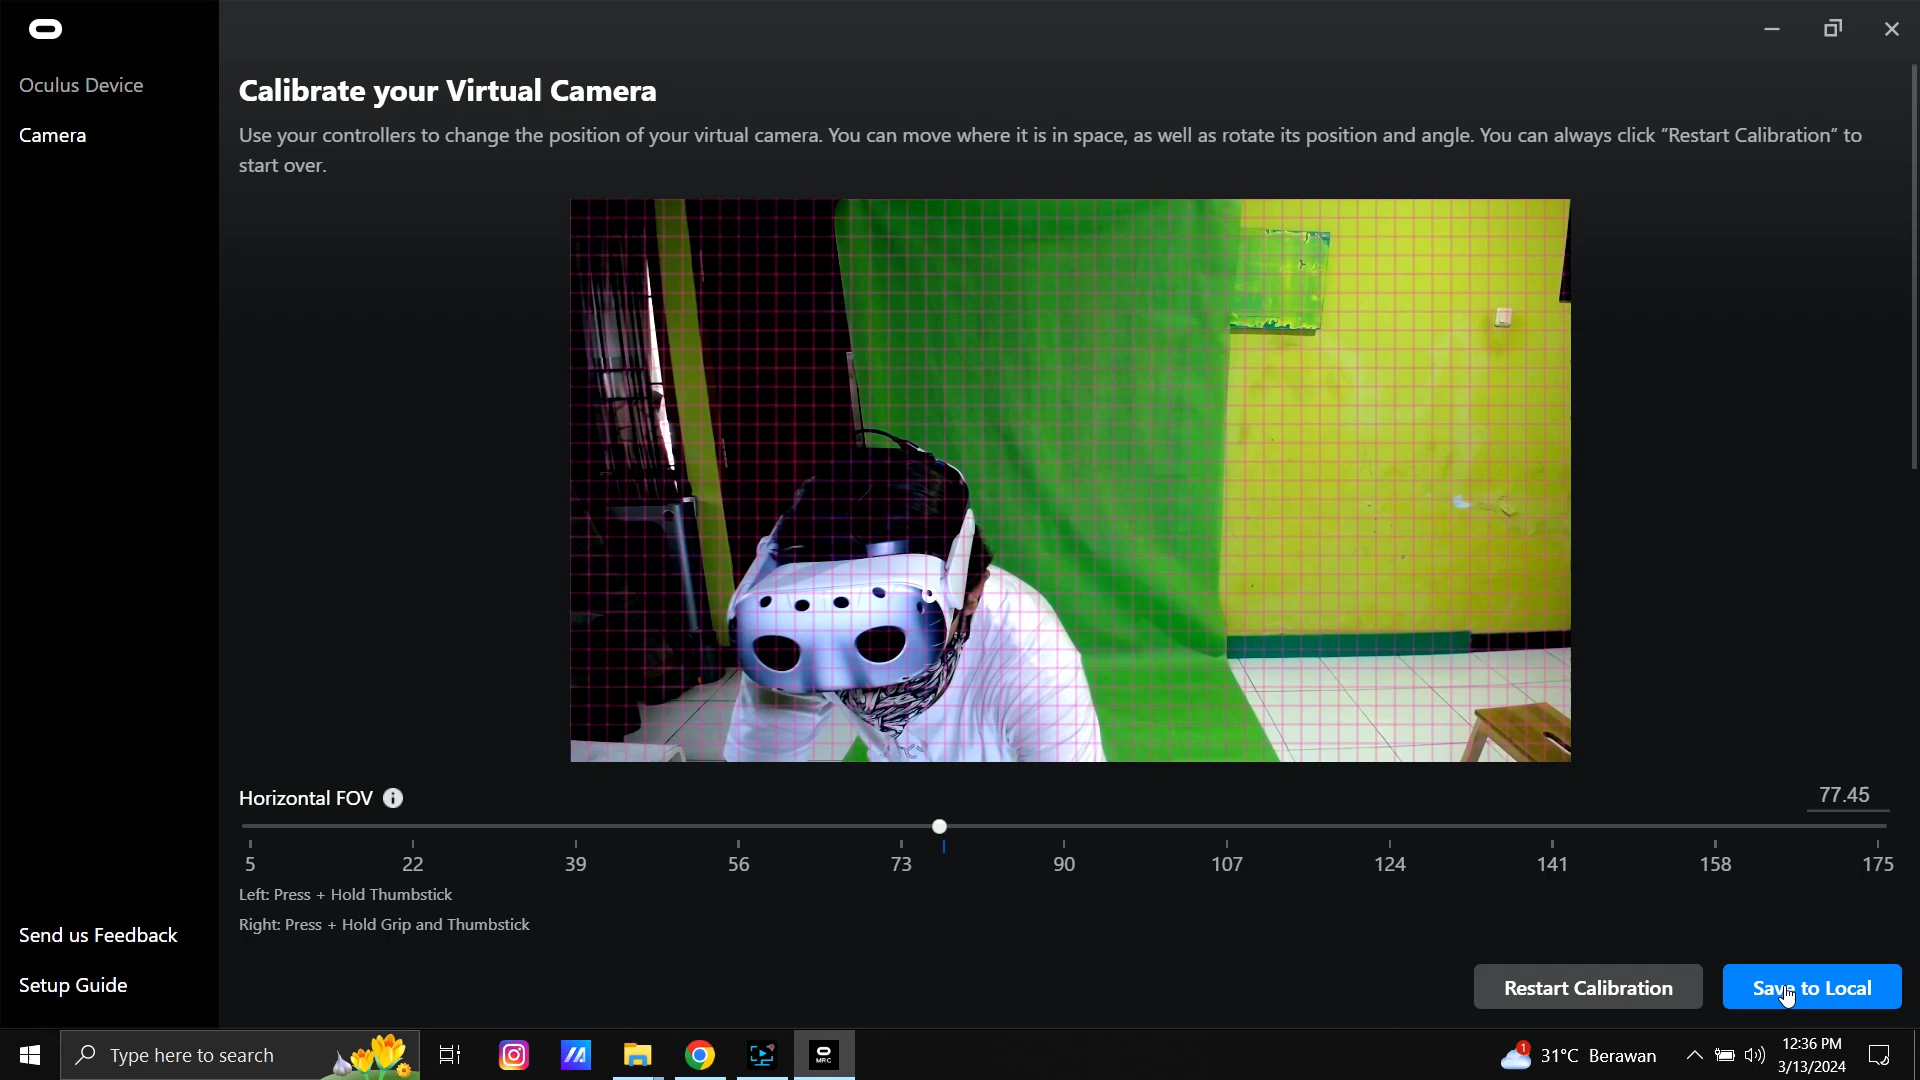 Oculus Device
Camera
Calibrate your Virtual Camera
Use your controllers to change the position of your virtual camera. You can move where it is in space, as well as rotate its position and angle. You can always click “Restart Calibration” to
start over.
Horizontal FOV
77.45
5 22 39 56 73 90 107 124 141 158 175
Left: Press + Hold Thumbstick
Right: Press + Hold Grip and Thumbstick
Send us Feedback
Setup Guide
Restart Calibration
Save to Local
Type here to search
MRC
1
31°C Berawan
12:36 PM
3/13/2024